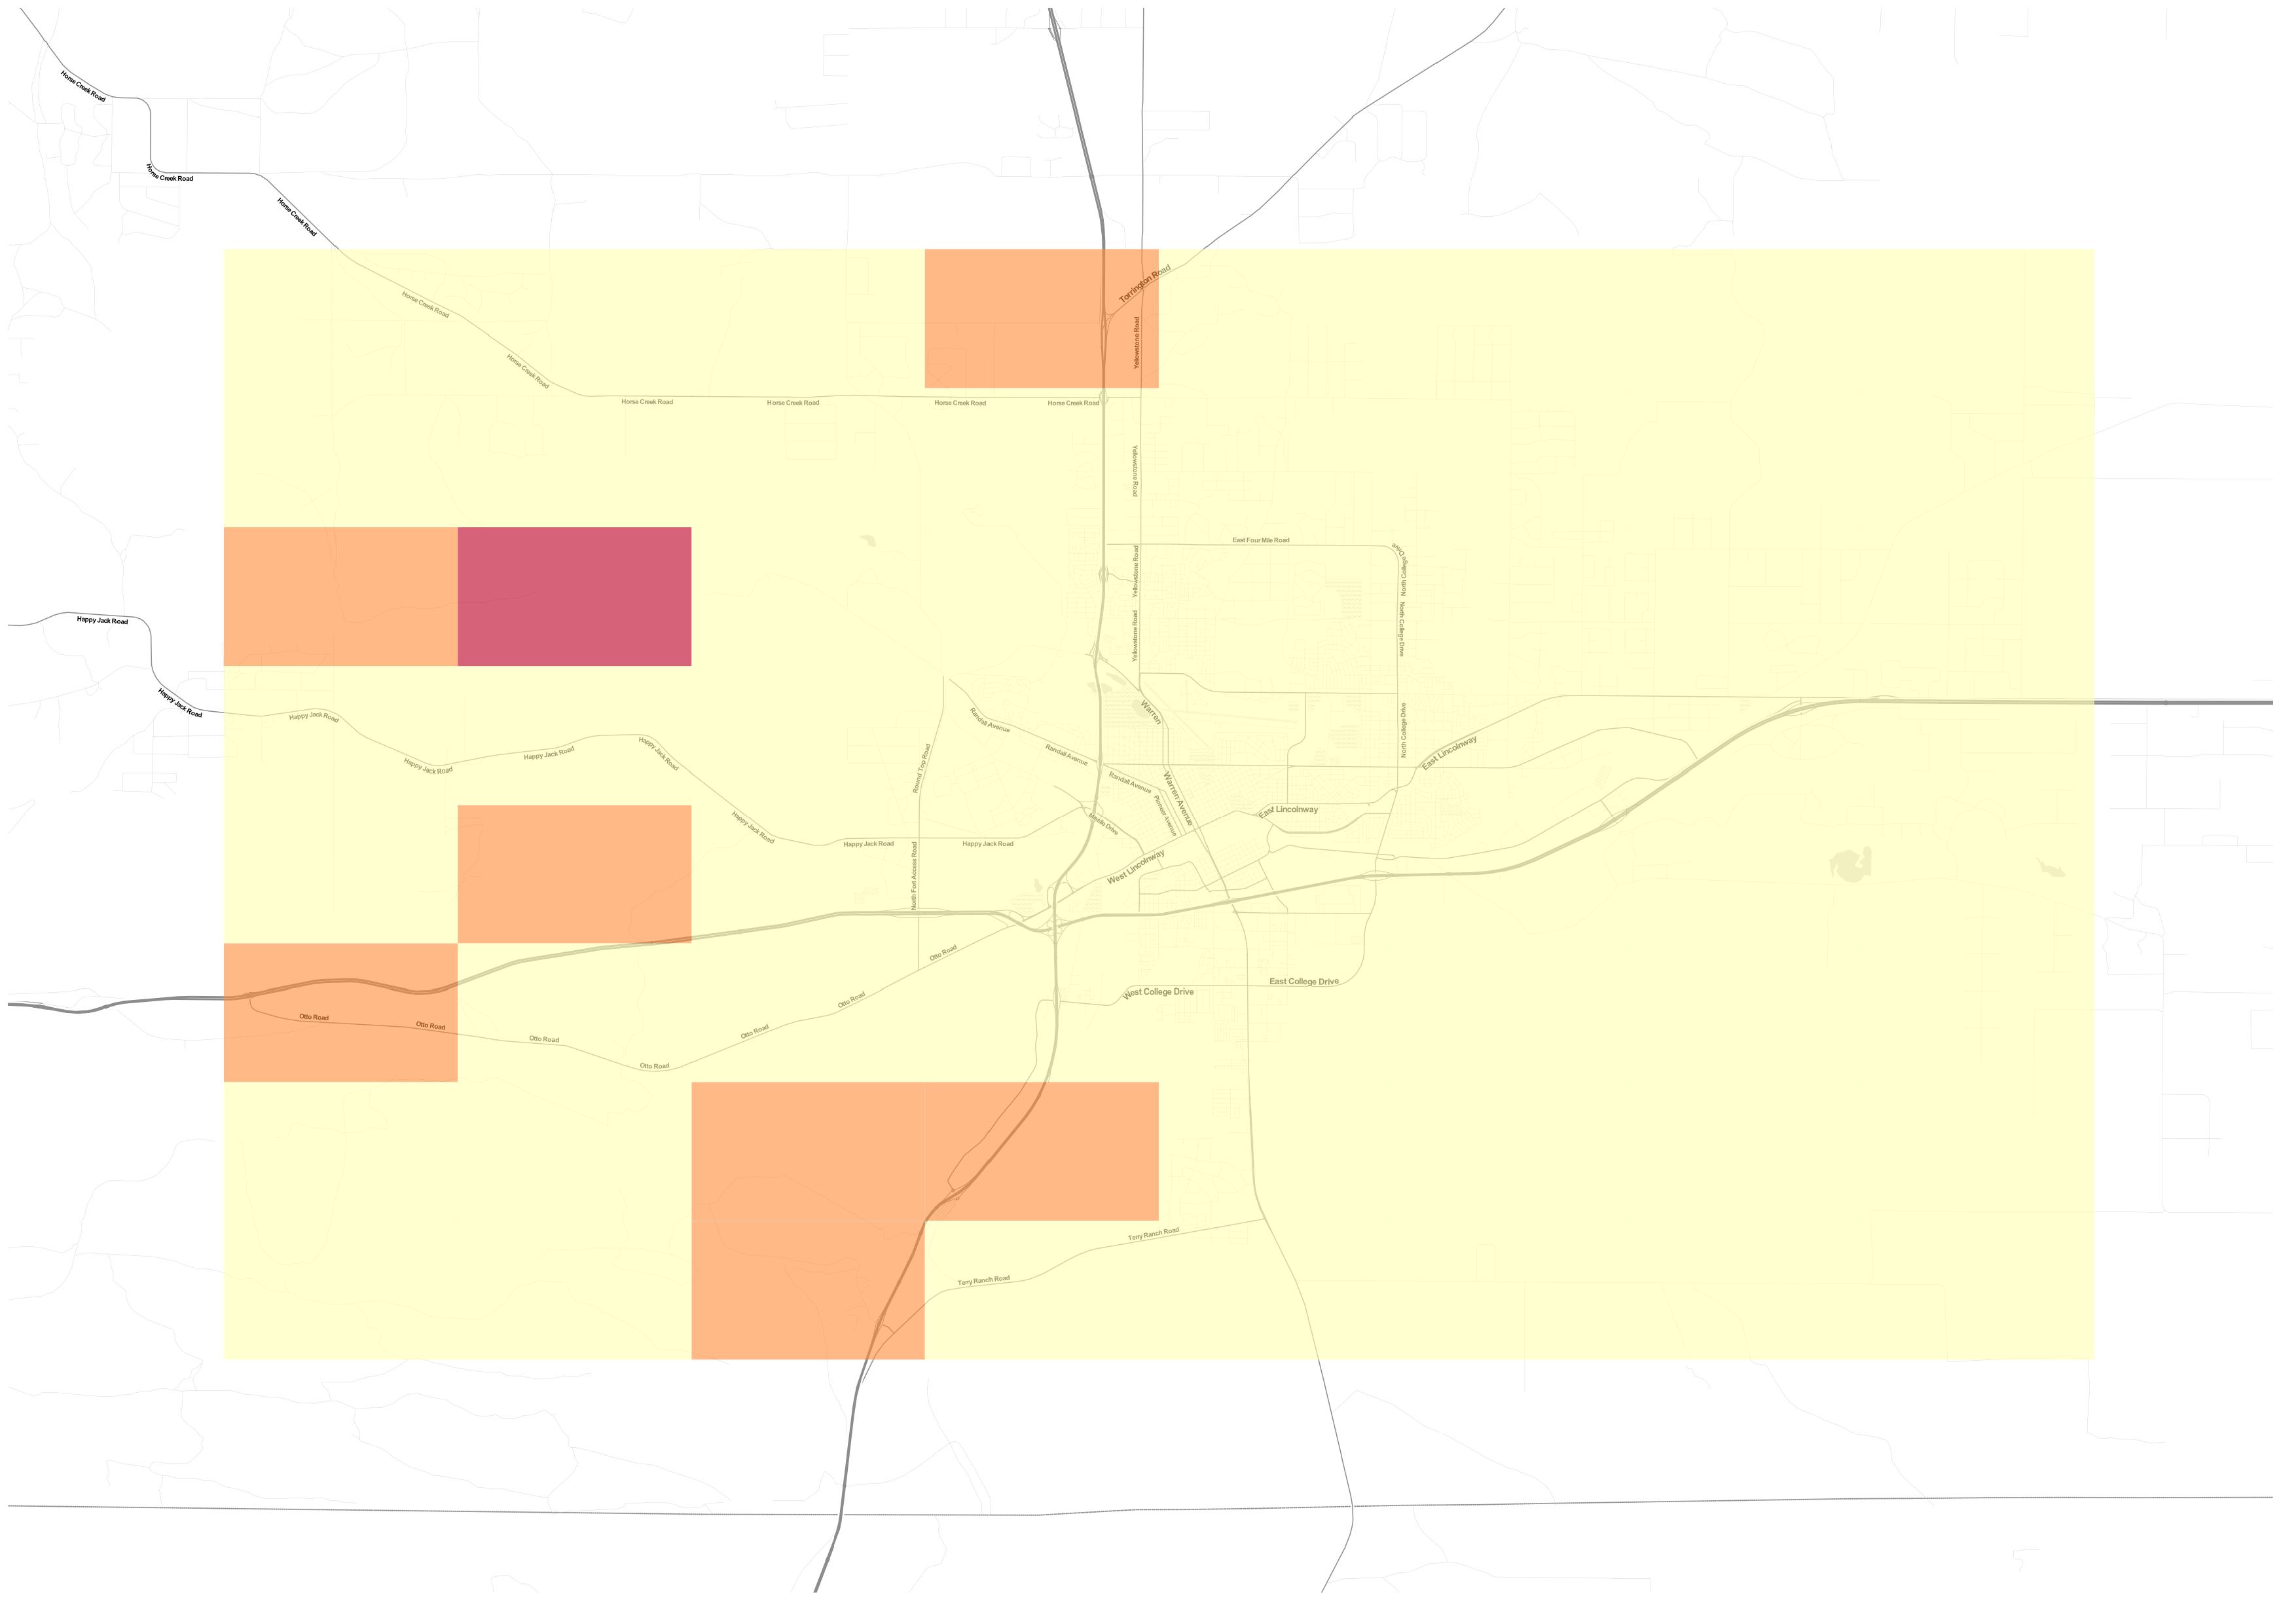 Horse Creek Road
Horse Creek Road
Horse Creek Road
Torrington Road
Horse Creek Road
Yellowstone Road
Horse Creek Road
Horse Creek Road
Horse Creek Road
Horse Creek Road
Horse Creek Road
Yellowstone Road
East Four Mile Road
North College Drive
Yellowstone Road
North College Drive
Yellowstone Road
Happy Jack Road
Happy Jack Road
Happy Jack Road
Randall Avenue
Warren
North College Drive
Happy Jack Road
Happy Jack Road
Happy Jack Road
Round Top Road
Randall Avenue
East Lincolnway
Randall Avenue
Warren Avenue
Pioneer Avenue
East Lincolnway
Happy Jack Road
Missile Drive
Happy Jack Road
Happy Jack Road
West Lincolnway
North Fort Access Road
Otto Road
East College Drive
West College Drive
Otto Road
Otto Road
Otto Road
Otto Road
Otto Road
Otto Road
Terry Ranch Road
Terry Ranch Road